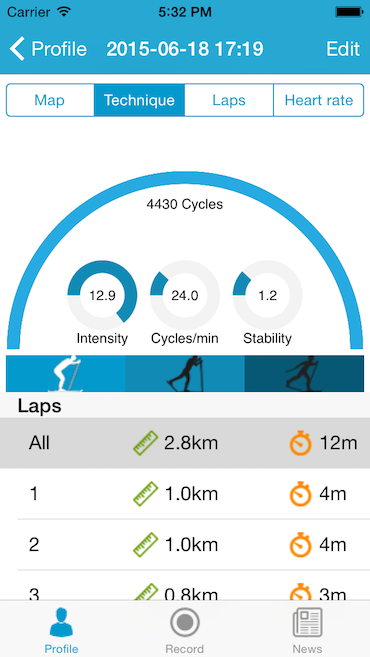 Carrier 5:32 PM
Profile 2015-06-18 17:19 Edit
Map Technique Laps Heart rate
4430 Cycles
12.9 24.0 1.2
Intensity Cycles/min Stability
Laps
All 2.8km 12m
1 1.0km 4m
2 1.0km 4m
3 0.8km 3m
Profile Record News